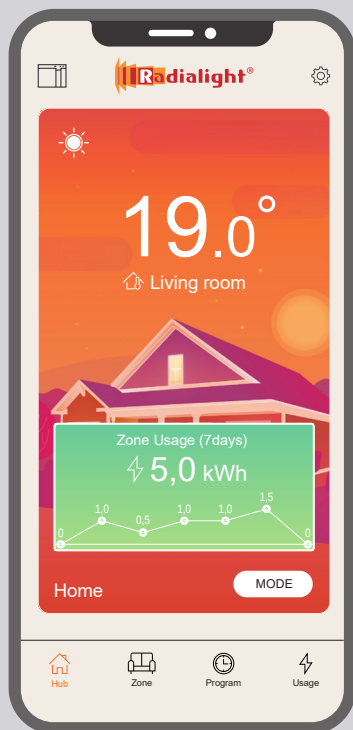 Radialight®
19.0°
Living room
Zone Usage (7days)
5,0 kWh
0 1,0 0,5 1,0 1,0 1,5 0
Home
MODE
Hub Zone Program Usage